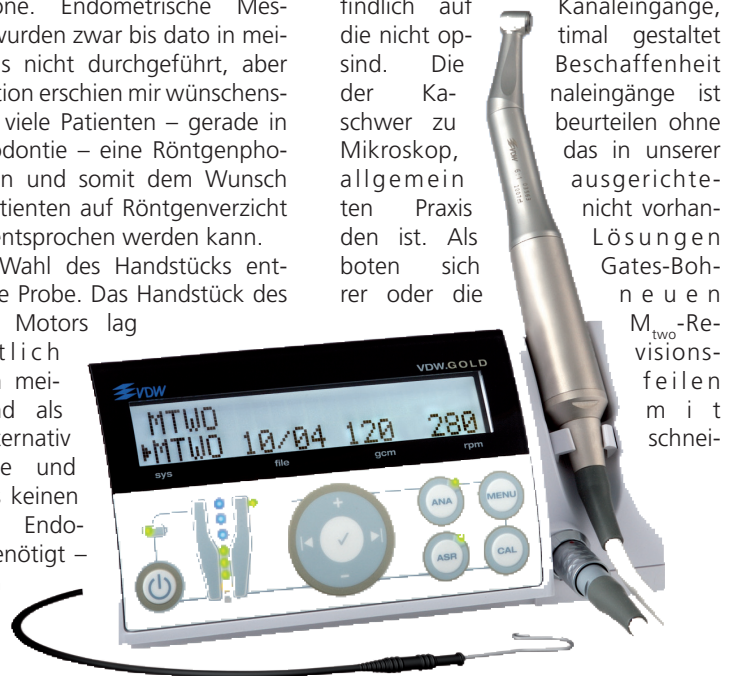 one. Endometrische Mes-
wurden zwar bis dato in mei-
s nicht durchgeführt, aber
tion erschien mir wünschens-
viele Patienten – gerade in
odontie – eine Röntgenpho-
n und somit dem Wunsch
tienten auf Röntgenverzicht
entsprochen werden kann.
Wahl des Handstücks ent-
e Probe. Das Handstück des
Motors lag
tlich
mei-
d als
ternativ
e und
s keinen
Endo-
enötigt –
findlich auf Kanaleingänge,
die nicht op- timal gestaltet
sind. Die Beschaffenheit
der Ka- naleingänge ist
schwer zu beurteilen ohne
Mikroskop, das in unserer
allgemein ausgerichte-
ten Praxis nicht vorhan-
den ist. Als Lösungen
boten sich Gates-Boh-
rer oder die neuen
Mtwo-Re-
visions-
feilen
mit
schnei-
VDW
VDW.GOLD
MTWO
▶MTWO 10/04 120 280
sys file gcm rpm
ANA MENU
ASR CAL
VDW